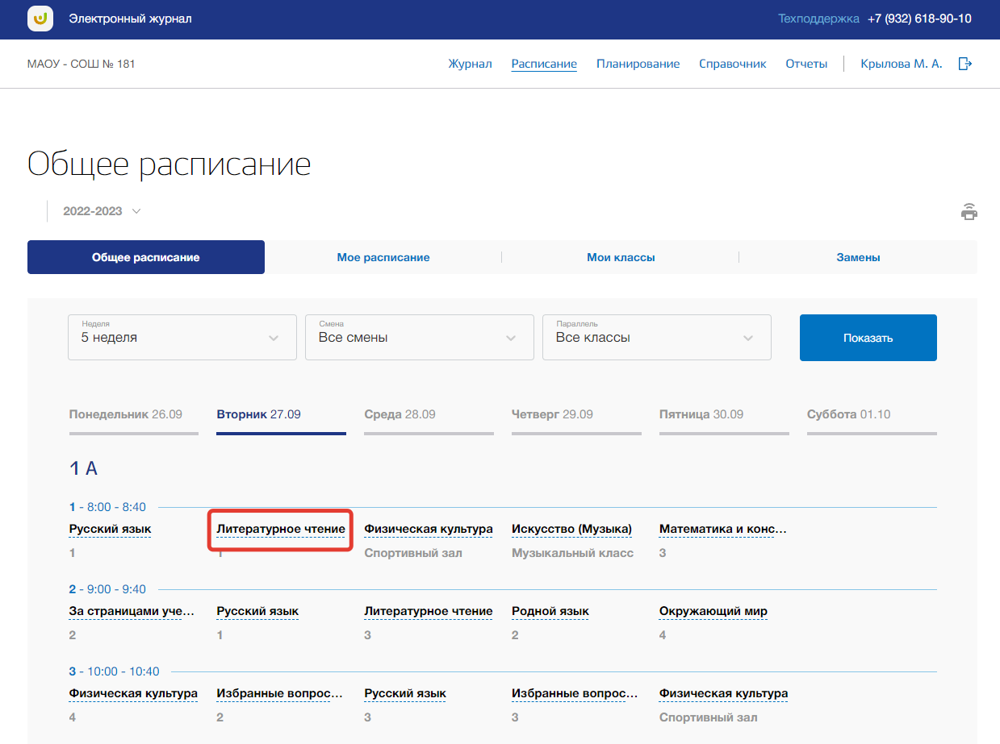 Электронный журнал Техподдержка +7 (932) 618-90-10
МАОУ - СОШ № 181 Журнал Расписание Планирование Справочник Отчеты Крылова М. А.
Общее расписание
2022-2023
Общее расписание Мое расписание Мои классы Замены
Неделя Смена Параллель
5 неделя Все смены Все классы Показать
Понедельник 26.09 Вторник 27.09 Среда 28.09 Четверг 29.09 Пятница 30.09 Суббота 01.10
1 А
1 - 8:00 - 8:40
Русский язык Литературное чтение Физическая культура Искусство (Музыка) Математика и конс...
1 1 Спортивный зал Музыкальный класс 3
2 - 9:00 - 9:40
За страницами уче... Русский язык Литературное чтение Родной язык Окружающий мир
2 1 3 2 4
3 - 10:00 - 10:40
Физическая культура Избранные вопрос... Русский язык Избранные вопрос... Физическая культура
4 2 3 3 Спортивный зал